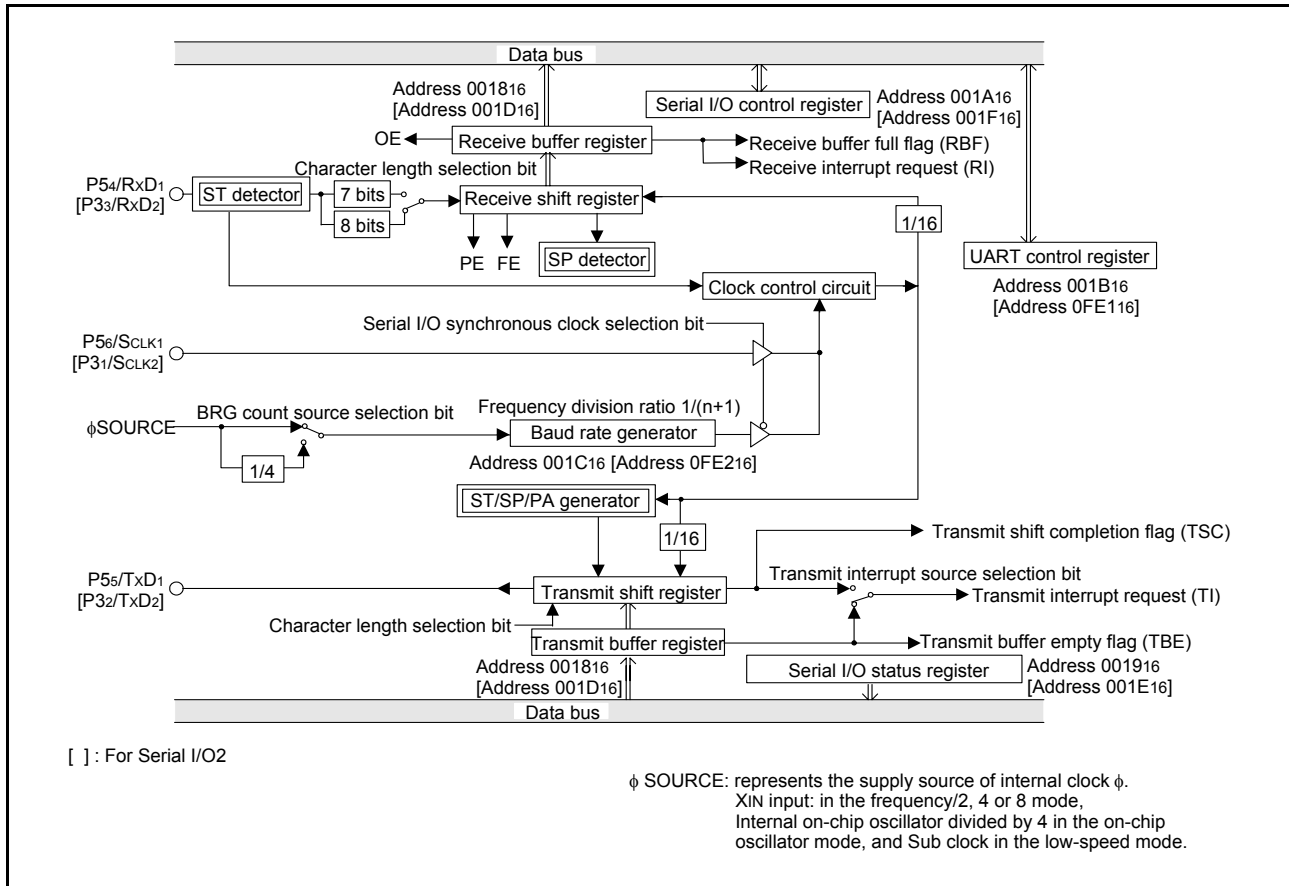 Data bus
Address 001816
[Address 001D16]
Serial I/O control register
Address 001A16
[Address 001F16]
OE
Receive buffer register
Receive buffer full flag (RBF)
Receive interrupt request (RI)
Character length selection bit
P54/RxD1
[P33/RxD2]
ST detector
7 bits
8 bits
Receive shift register
1/16
PE
FE
SP detector
UART control register
Address 001B16
[Address 0FE116]
Clock control circuit
Serial I/O synchronous clock selection bit
P56/SCLK1
[P31/SCLK2]
BRG count source selection bit
Frequency division ratio 1/(n+1)
ϕSOURCE
Baud rate generator
1/4
Address 001C16 [Address 0FE216]
ST/SP/PA generator
1/16
Transmit shift completion flag (TSC)
P55/TxD1
[P32/TxD2]
Transmit shift register
Transmit interrupt source selection bit
Transmit interrupt request (TI)
Character length selection bit
Transmit buffer register
Transmit buffer empty flag (TBE)
Address 001816
[Address 001D16]
Serial I/O status register
Address 001916
[Address 001E16]
Data bus
[ ] : For Serial I/O2
ϕ SOURCE: represents the supply source of internal clock ϕ.
XIN input: in the frequency/2, 4 or 8 mode,
Internal on-chip oscillator divided by 4 in the on-chip
oscillator mode, and Sub clock in the low-speed mode.